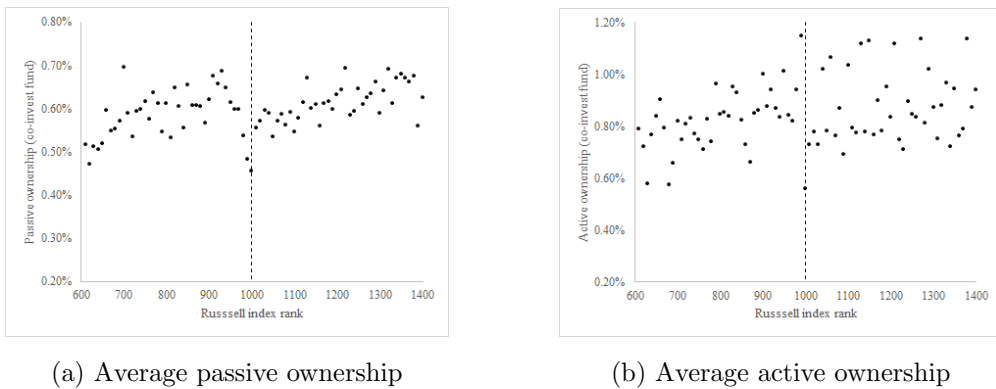 0.80%
0.70%
0.60%
0.50%
0.40%
0.30%
0.20%
Passive ownership (co-invest fund)
600 700 800 900 1000 1100 1200 1300 1400
Russsell index rank
(a) Average passive ownership
1.20%
1.00%
0.80%
0.60%
0.40%
0.20%
Active ownership (co-invest fund)
600 700 800 900 1000 1100 1200 1300 1400
Russsell index rank
(b) Average active ownership